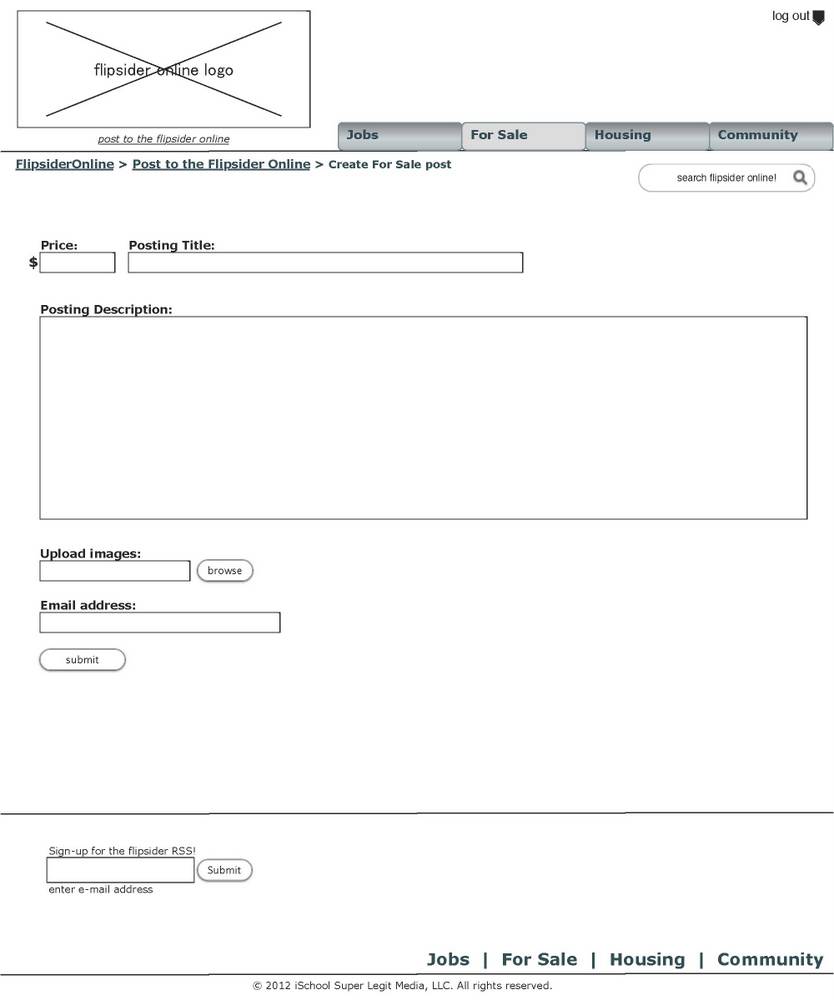 log out
flipsider online logo
post to the flipsider online
Jobs
For Sale
Housing
Community
FlipsiderOnline > Post to the Flipsider Online > Create For Sale post
search flipsider online!
Price:
Posting Title:
$
Posting Description:
Upload images:
browse
Email address:
submit
Sign-up for the flipsider RSS!
Submit
enter e-mail address
Jobs | For Sale | Housing | Community
© 2012 iSchool Super Legit Media, LLC. All rights reserved.